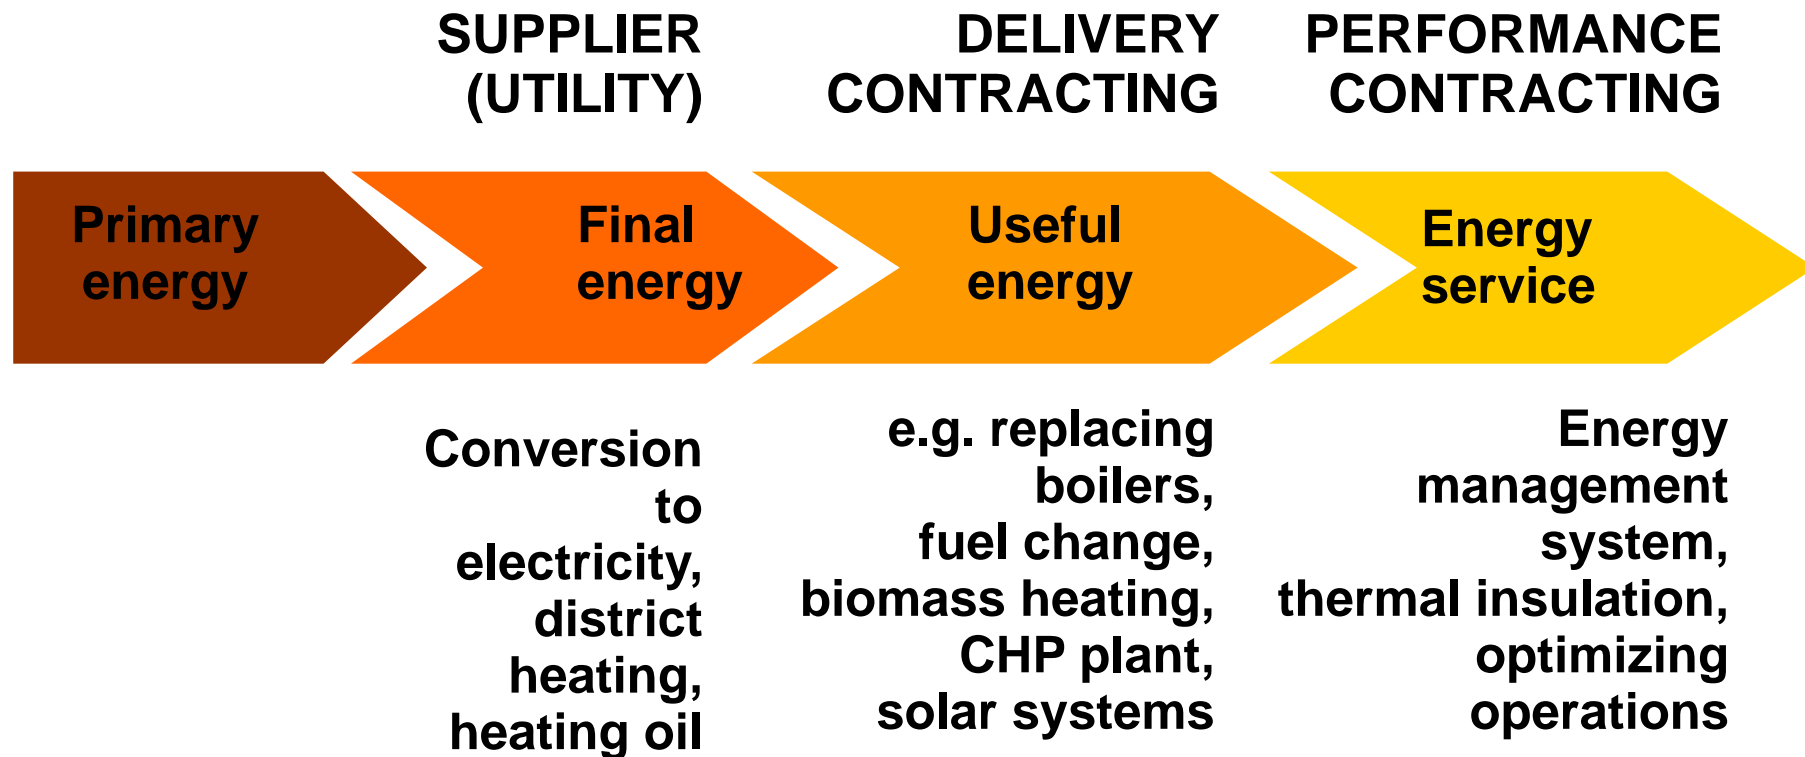 SUPPLIER
(UTILITY)
DELIVERY
CONTRACTING
PERFORMANCE
CONTRACTING
Primary
energy
Final
energy
Useful
energy
Energy
service
Conversion
to
electricity,
district
heating,
heating oil
e.g. replacing
boilers,
fuel change,
biomass heating,
CHP plant,
solar systems
Energy
management
system,
thermal insulation,
optimizing
operations